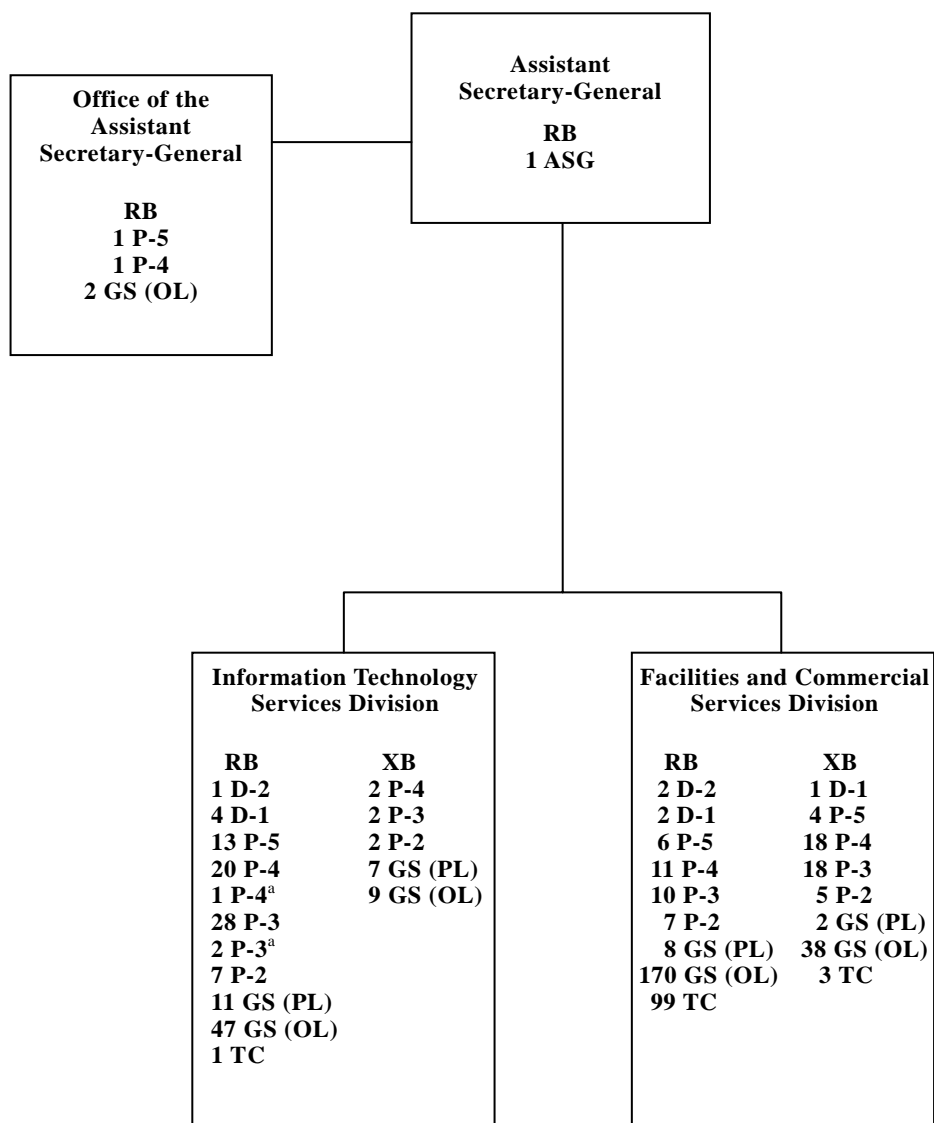 Assistant
Secretary-General
RB
1 ASG
Office of the
Assistant
Secretary-General
RB
1 P-5
1 P-4
2 GS (OL)
Information Technology
Services Division
RB
1 D-2
4 D-1
13 P-5
20 P-4
1 P-4ᵃ
28 P-3
2 P-3ᵃ
7 P-2
11 GS (PL)
47 GS (OL)
1 TC
XB
2 P-4
2 P-3
2 P-2
7 GS (PL)
9 GS (OL)
Facilities and Commercial
Services Division
RB
2 D-2
2 D-1
6 P-5
11 P-4
10 P-3
7 P-2
8 GS (PL)
170 GS (OL)
99 TC
XB
1 D-1
4 P-5
18 P-4
18 P-3
5 P-2
2 GS (PL)
38 GS (OL)
3 TC